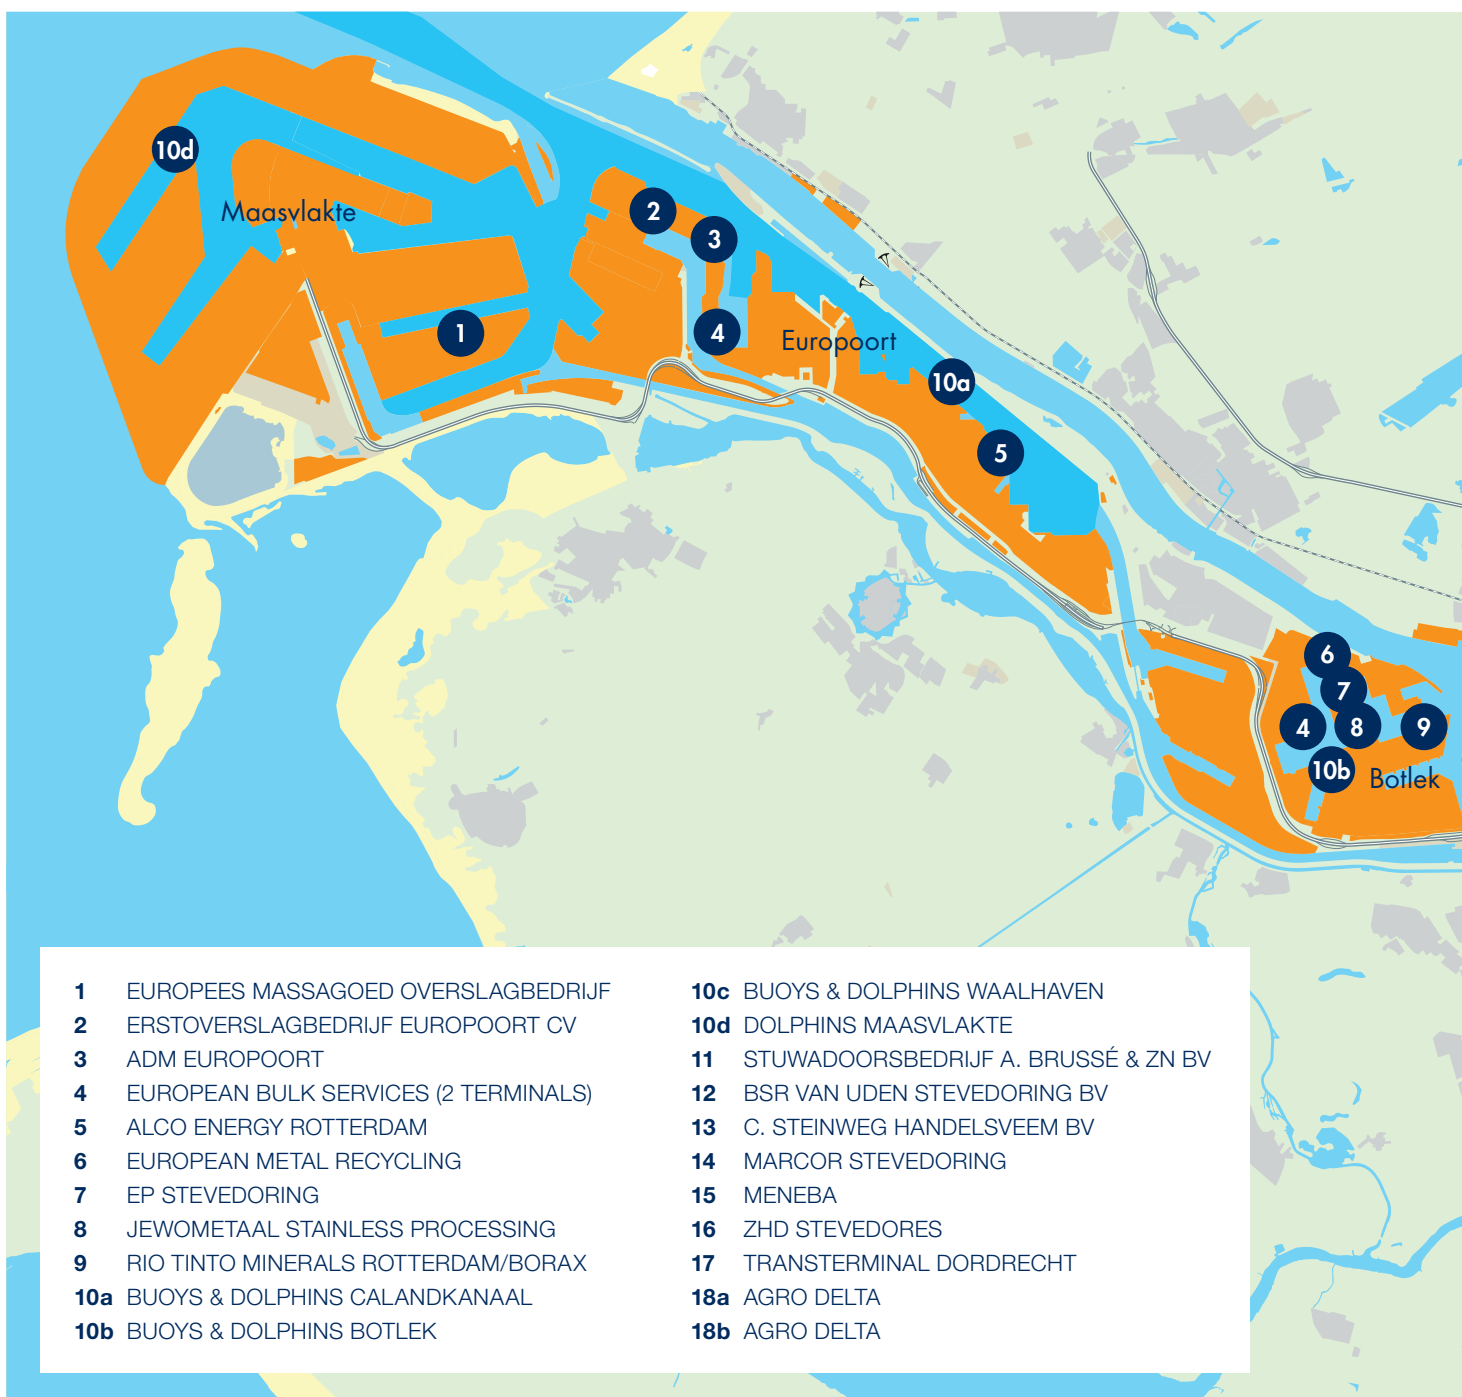 10d
Maasvlakte
2
3
1
4
Europoort
10a
5
6
7
4
8
9
10b
Botlek
1 EUROPEES MASSAGOED OVERSLAGBEDRIJF
2 ERSTOVERSLAGBEDRIJF EUROPOORT CV
3 ADM EUROPOORT
4 EUROPEAN BULK SERVICES (2 TERMINALS)
5 ALCO ENERGY ROTTERDAM
6 EUROPEAN METAL RECYCLING
7 EP STEVEDORING
8 JEWOMETAAL STAINLESS PROCESSING
9 RIO TINTO MINERALS ROTTERDAM/BORAX
10a BUOYS & DOLPHINS CALANDKANAAL
10b BUOYS & DOLPHINS BOTLEK
10c BUOYS & DOLPHINS WAALHAVEN
10d DOLPHINS MAASVLAKTE
11 STUWADOORSBEDRIJF A. BRUSSÉ & ZN BV
12 BSR VAN UDEN STEVEDORING BV
13 C. STEINWEG HANDELSVEEM BV
14 MARCOR STEVEDORING
15 MENEBA
16 ZHD STEVEDORES
17 TRANSTERMINAL DORDRECHT
18a AGRO DELTA
18b AGRO DELTA